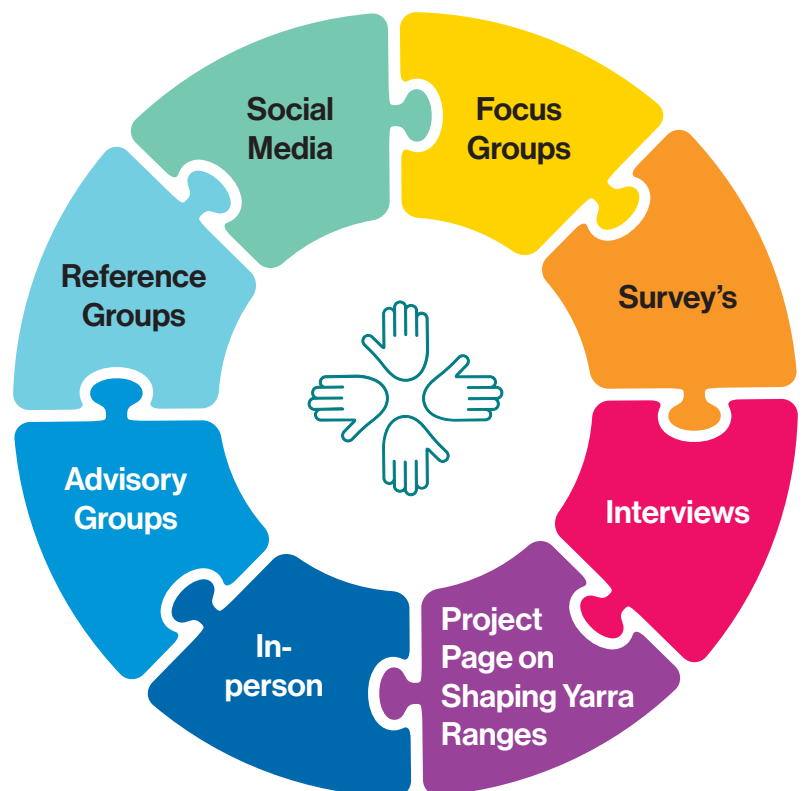 Social
Media
Focus
Groups
Survey's
Interviews
Project
Page on
Shaping Yarra
Ranges
In-
person
Advisory
Groups
Reference
Groups